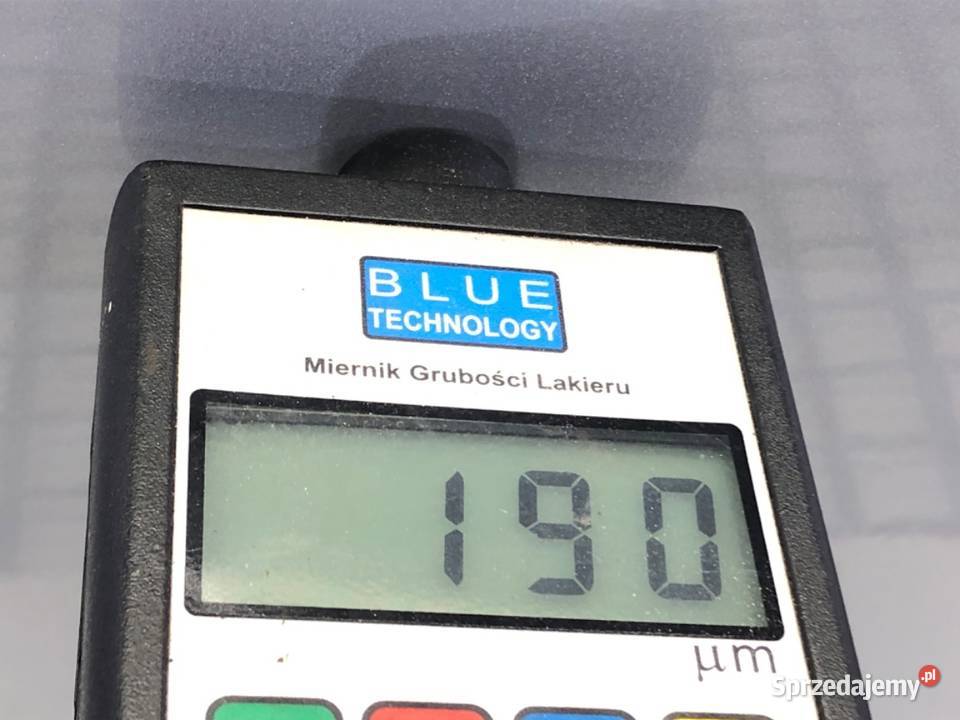 BLUE
TECHNOLOGY
Miernik Grubości Lakieru
190
µm
Sprzedajemy.pl